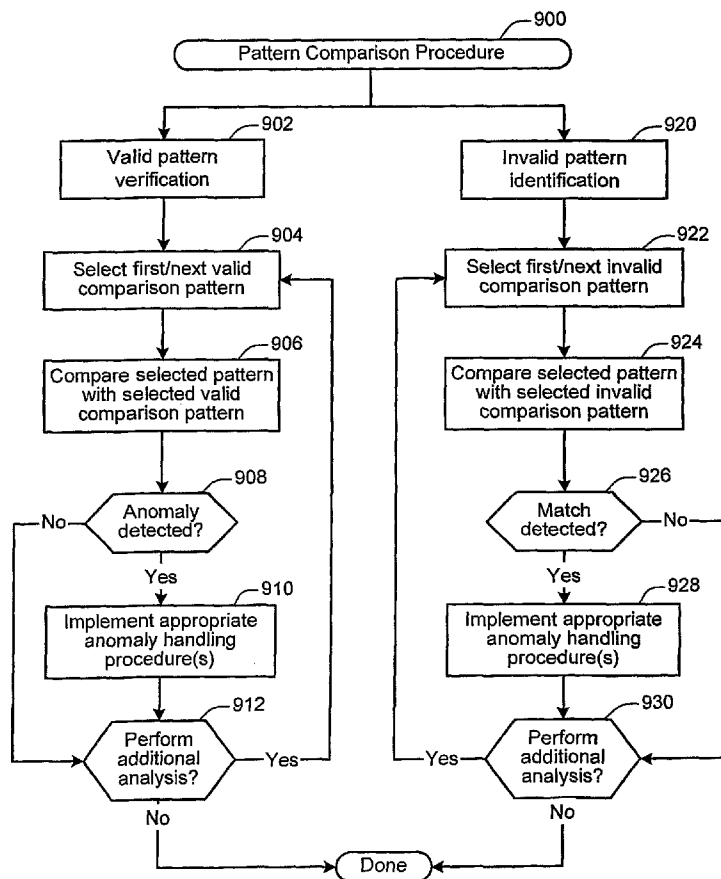 900
Pattern Comparison Procedure
902
Valid pattern
verification
904
Select first/next valid
comparison pattern
906
Compare selected pattern
with selected valid
comparison pattern
908
Anomaly
detected?
No
Yes
910
Implement appropriate
anomaly handling
procedure(s)
912
Perform
additional
analysis?
Yes
No
920
Invalid pattern
identification
922
Select first/next invalid
comparison pattern
924
Compare selected pattern
with selected invalid
comparison pattern
926
Match
detected?
No
Yes
928
Implement appropriate
anomaly handling
procedure(s)
930
Perform
additional
analysis?
Yes
No
Done